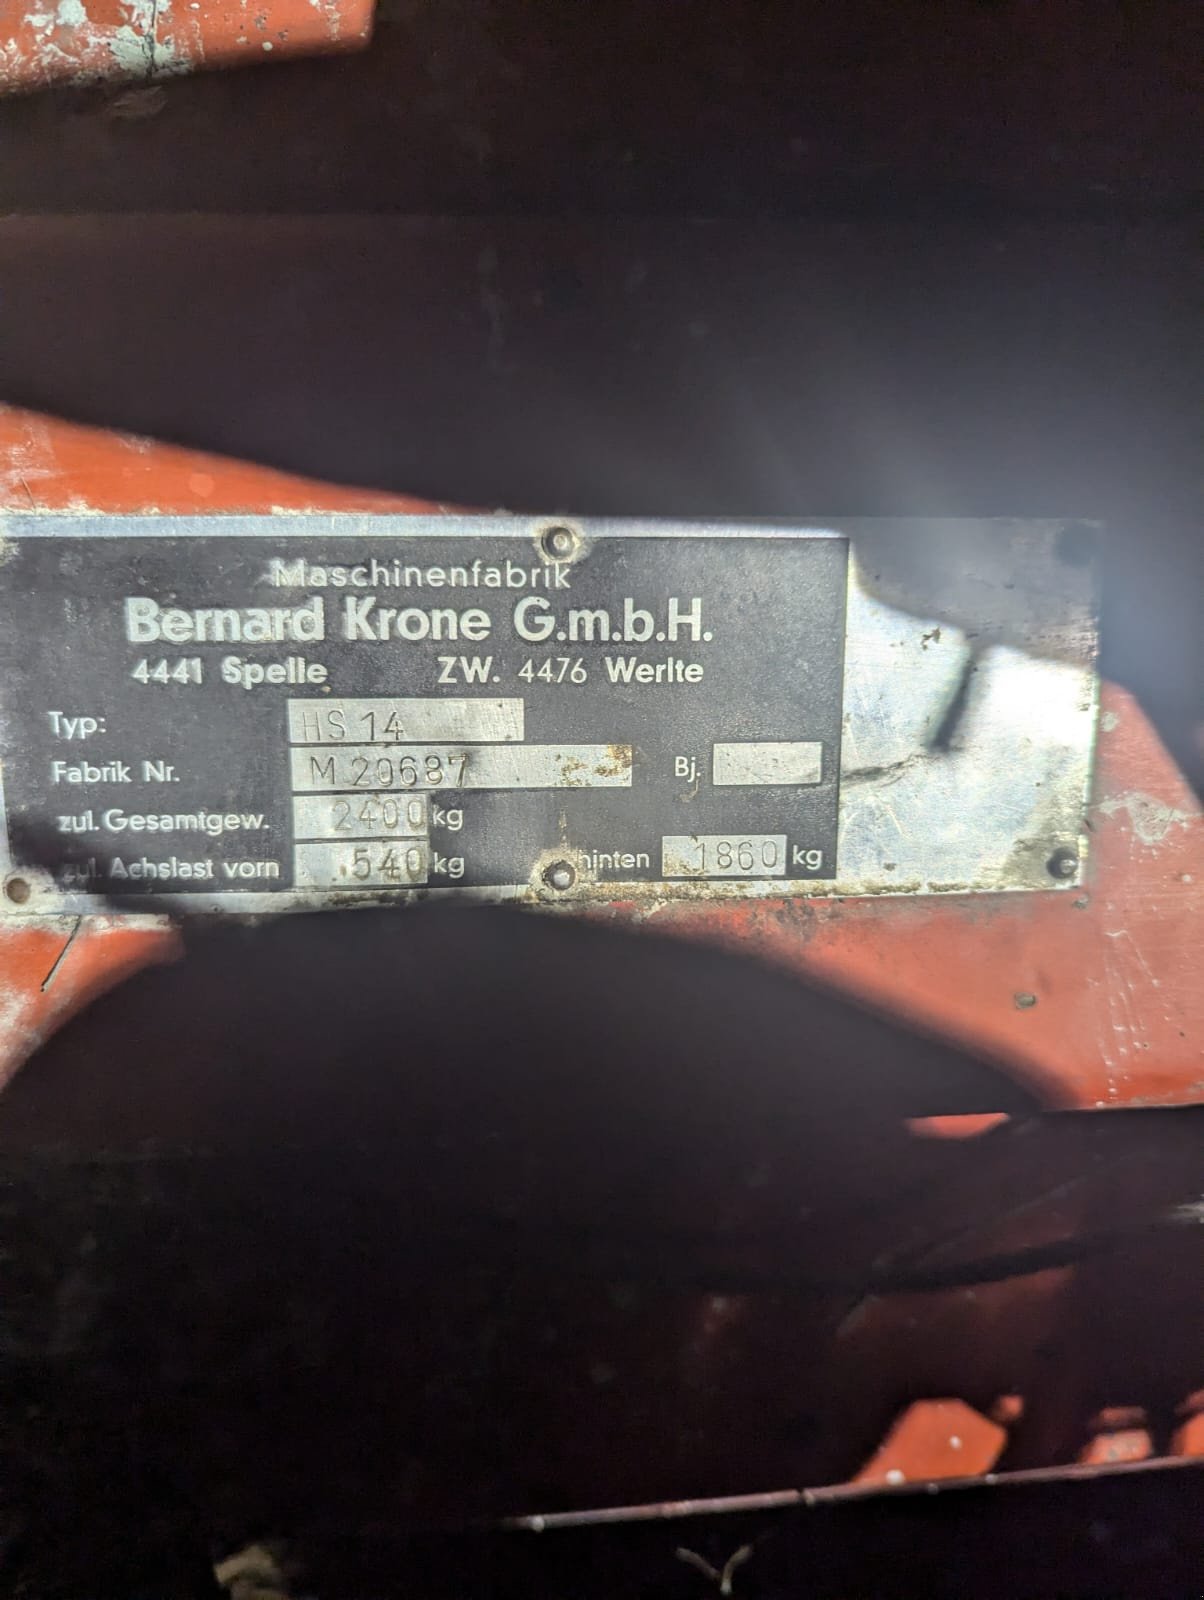 Maschinenfabrik
Bernard Krone G.m.b.H.
4441 Spelle ZW. 4476 Werlte
Typ: HS 14
Fabrik Nr. M 20687 Bj.
zul. Gesamtgew. 2400 kg
zul. Achslast vorn 540 kg hinten 1860 kg